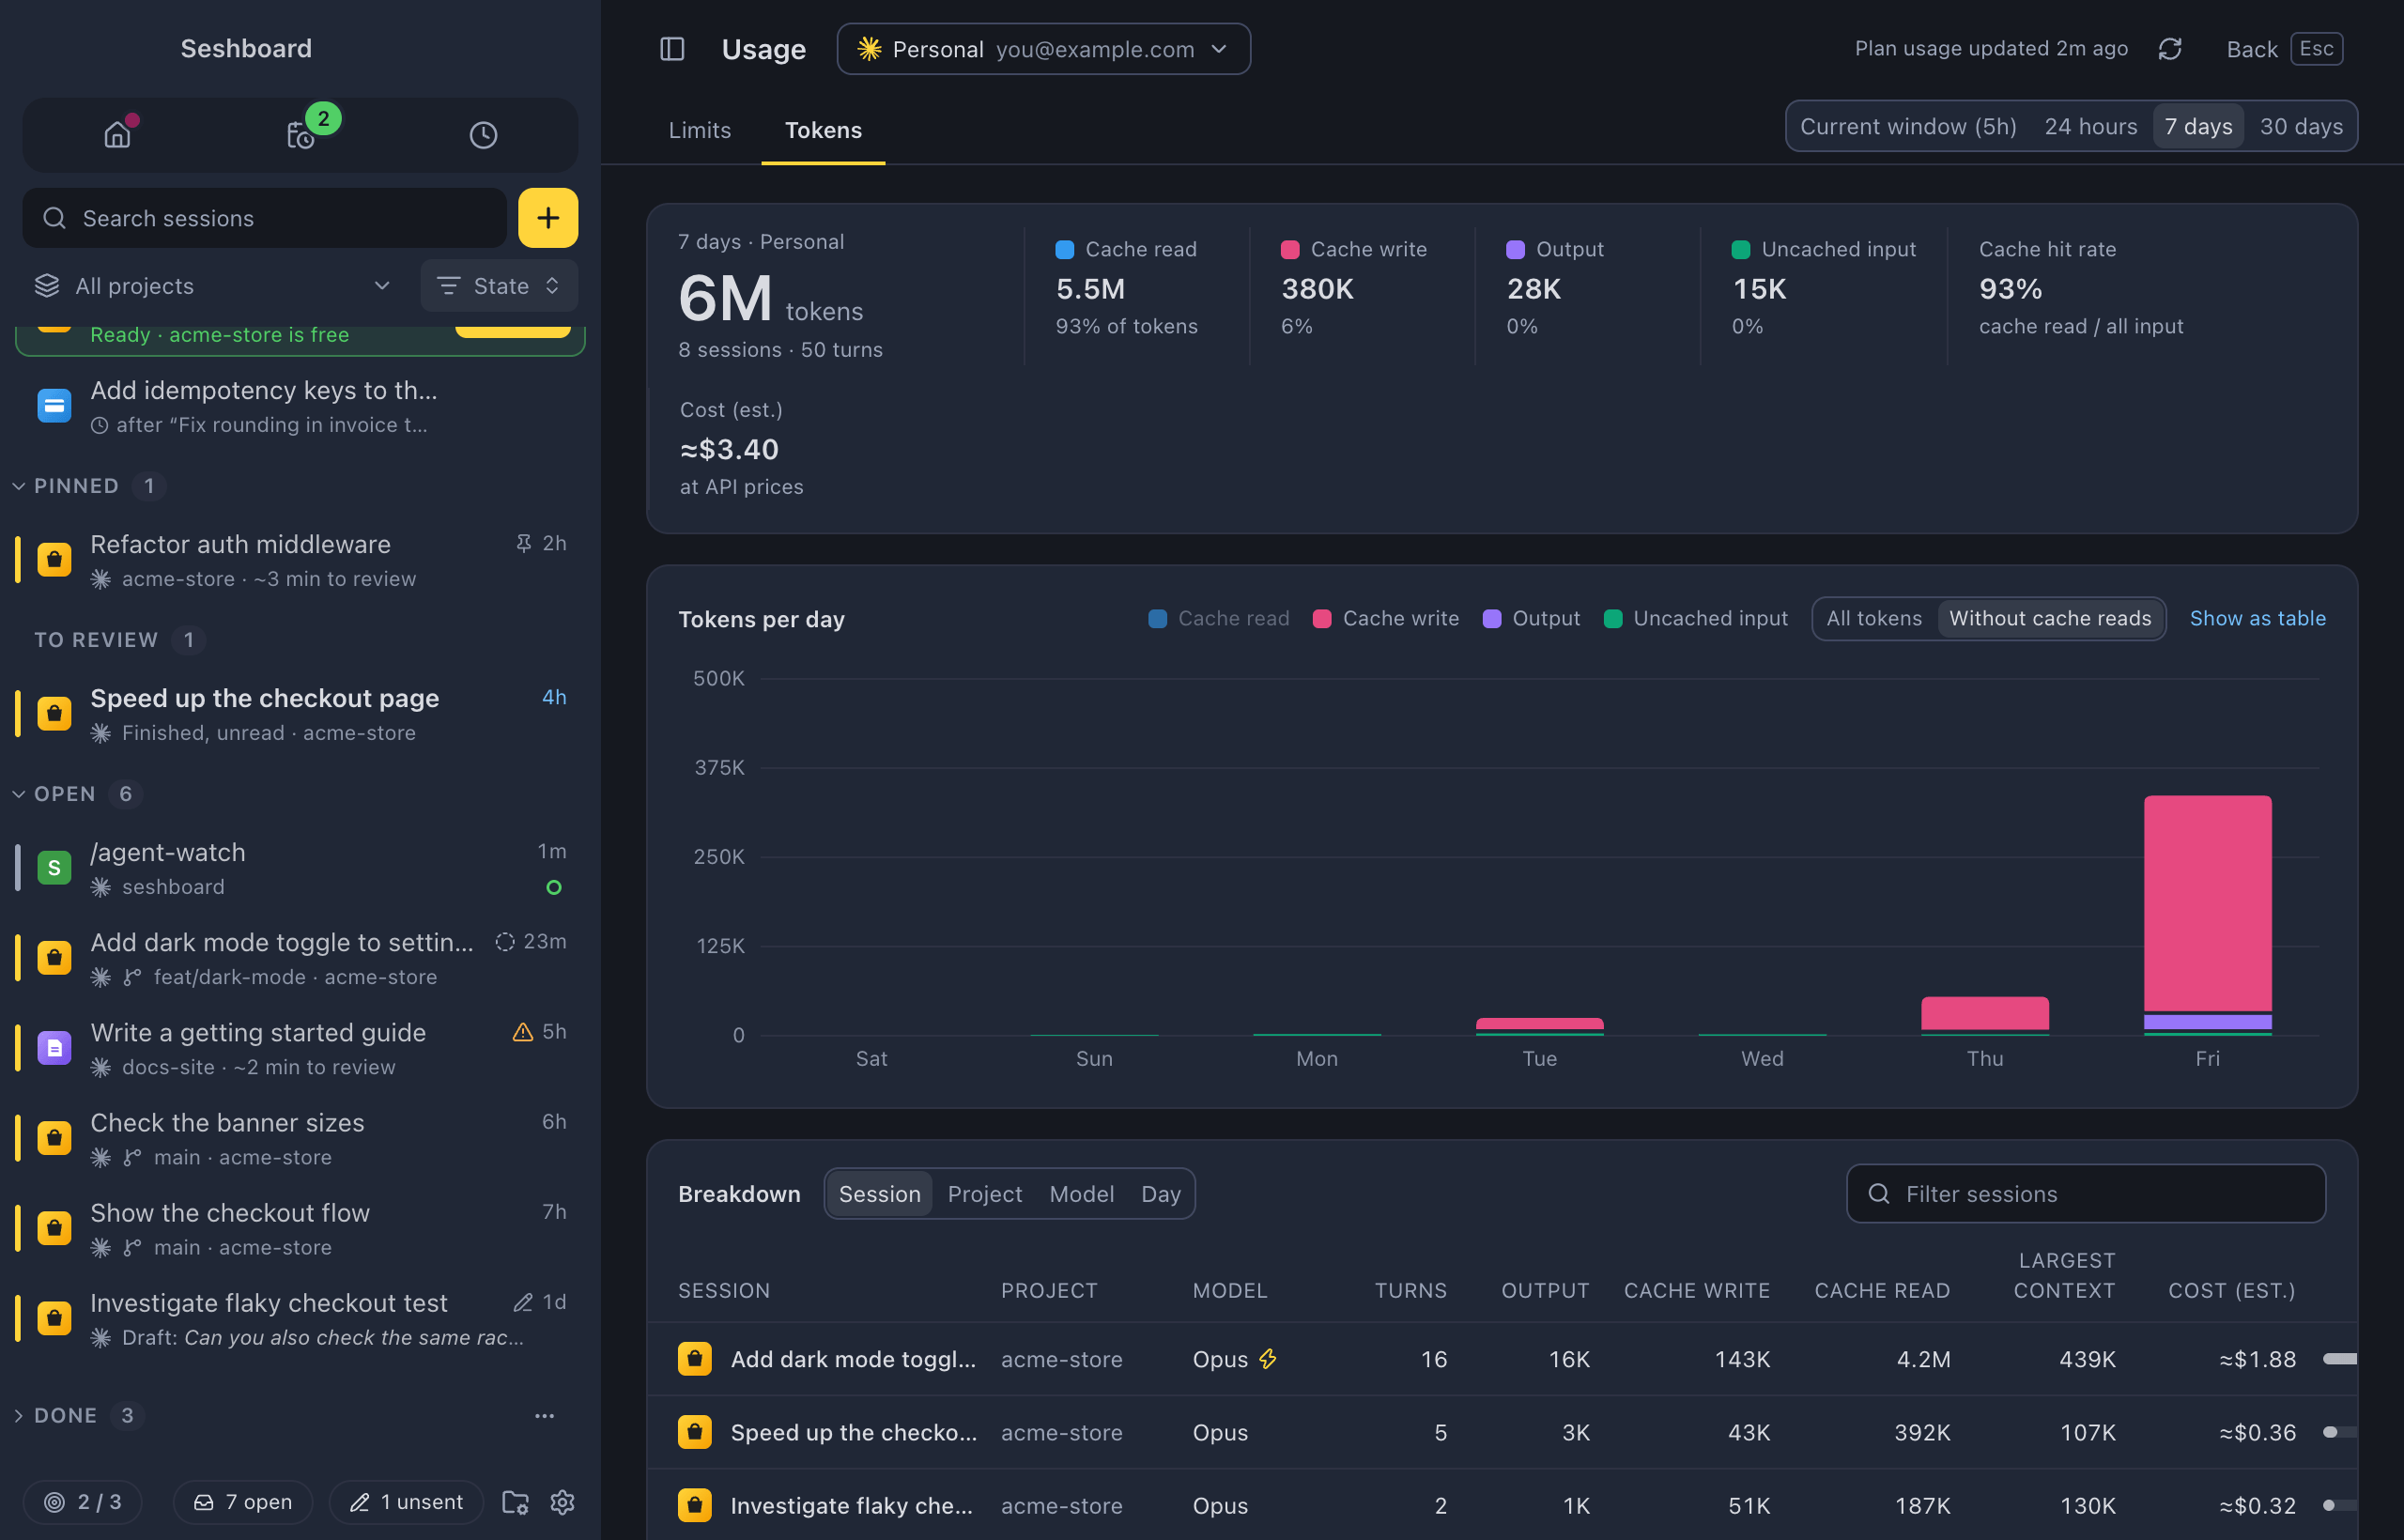 Seshboard
2
Search sessions
All projects
State
Ready · acme-store is free
Add idempotency keys to th...
after “Fix rounding in invoice t...
PINNED 1
Refactor auth middleware 2h
acme-store · ~3 min to review
TO REVIEW 1
Speed up the checkout page 4h
Finished, unread · acme-store
OPEN 6
/agent-watch 1m
S
seshboard
Add dark mode toggle to settin... 23m
feat/dark-mode · acme-store
Write a getting started guide 5h
docs-site · ~2 min to review
Check the banner sizes 6h
main · acme-store
Show the checkout flow 7h
main · acme-store
Investigate flaky checkout test 1d
Draft: Can you also check the same rac...
DONE 3
2 / 3 7 open 1 unsent
Usage Personal you@example.com Plan usage updated 2m ago Back Esc
Limits Tokens Current window (5h) 24 hours 7 days 30 days
7 days · Personal
6M tokens
8 sessions · 50 turns
Cache read
5.5M
93% of tokens
Cache write
380K
6%
Output
28K
0%
Uncached input
15K
0%
Cache hit rate
93%
cache read / all input
Cost (est.)
≈$3.40
at API prices
Tokens per day Cache read Cache write Output Uncached input All tokens Without cache reads Show as table
500K
375K
250K
125K
0
Sat Sun Mon Tue Wed Thu Fri
Breakdown Session Project Model Day Filter sessions
SESSION PROJECT MODEL TURNS OUTPUT CACHE WRITE CACHE READ LARGEST CONTEXT COST (EST.)
Add dark mode toggl... acme-store Opus 16 16K 143K 4.2M 439K ≈$1.88
Speed up the checko... acme-store Opus 5 3K 43K 392K 107K ≈$0.36
Investigate flaky che... acme-store Opus 2 1K 51K 187K 130K ≈$0.32